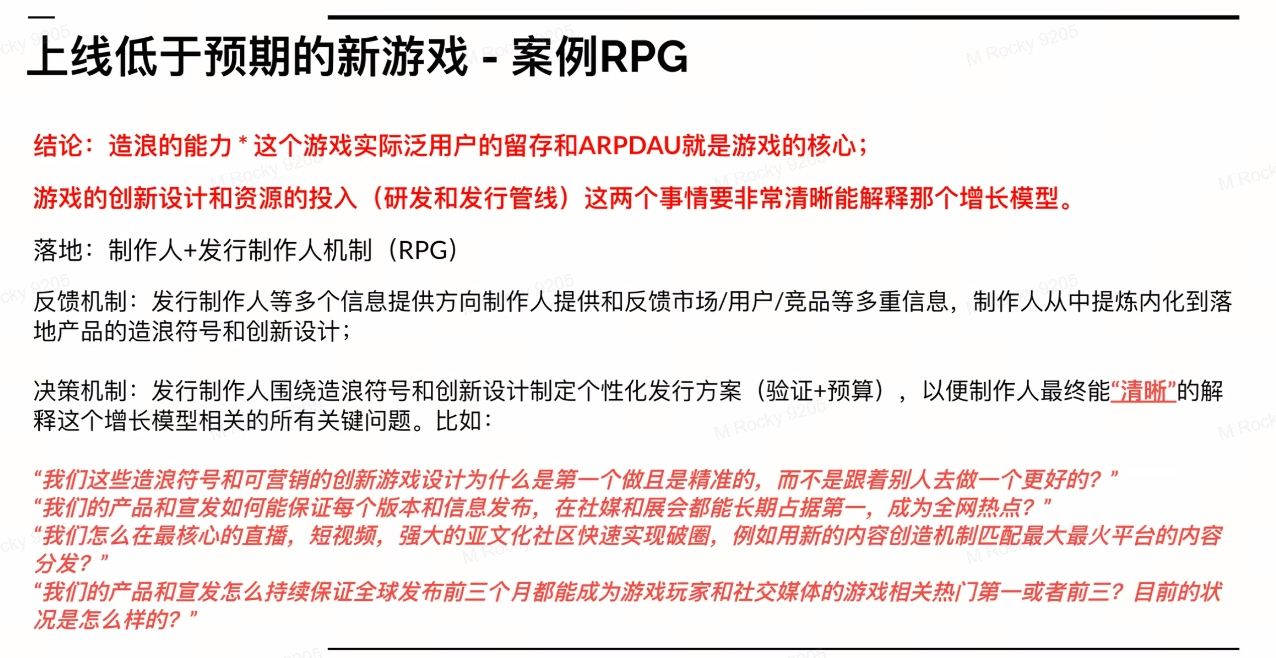 上线低于预期的新游戏 - 案例RPG
结论：造浪的能力 * 这个游戏实际泛用户的留存和ARPDAU就是游戏的核心；
游戏的创新设计和资源的投入（研发和发行管线）这两个事情要非常清晰能解释那个增长模型。
落地：制作人+发行制作人机制（RPG）
反馈机制：发行制作人等多个信息提供方向制作人提供和反馈市场/用户/竞品等多重信息，制作人从中提炼内化到落
地产品的造浪符号和创新设计；
决策机制：发行制作人围绕造浪符号和创新设计制定个性化发行方案（验证+预算），以便制作人最终能“清晰”的解
释这个增长模型相关的所有关键问题。比如：
“我们这些造浪符号和可营销的创新游戏设计为什么是第一个做且是精准的，而不是跟着别人去做一个更好的？”
“我们的产品和宣发如何能保证每个版本和信息发布，在社媒和展会都能长期占据第一，成为全网热点？”
“我们怎么在最核心的直播，短视频，强大的亚文化社区快速实现破圈，例如用新的内容创造机制匹配最大最火平台的内容
分发？”
“我们的产品和宣发怎么持续保证全球发布前三个月都能成为游戏玩家和社交媒体的游戏相关热门第一或者前三？目前的状
况是怎么样的？”
M Rocky 9205